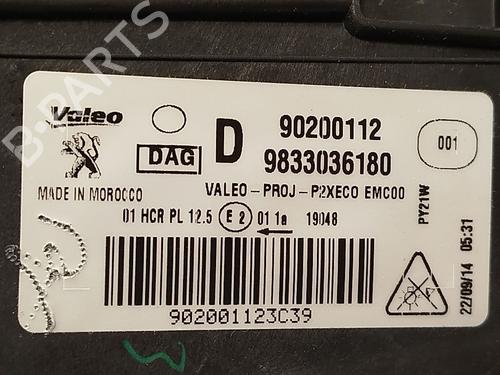 Valeo
DAG
D
90200112
9833036180
001
MADE IN MOROCCO
VALEO-PROJ-P2XECO EMC00
01 HCR PL 12.5 E2 01 1a 19048
PY21W
22/09/14 05:31
902001123C39
B-PARTS